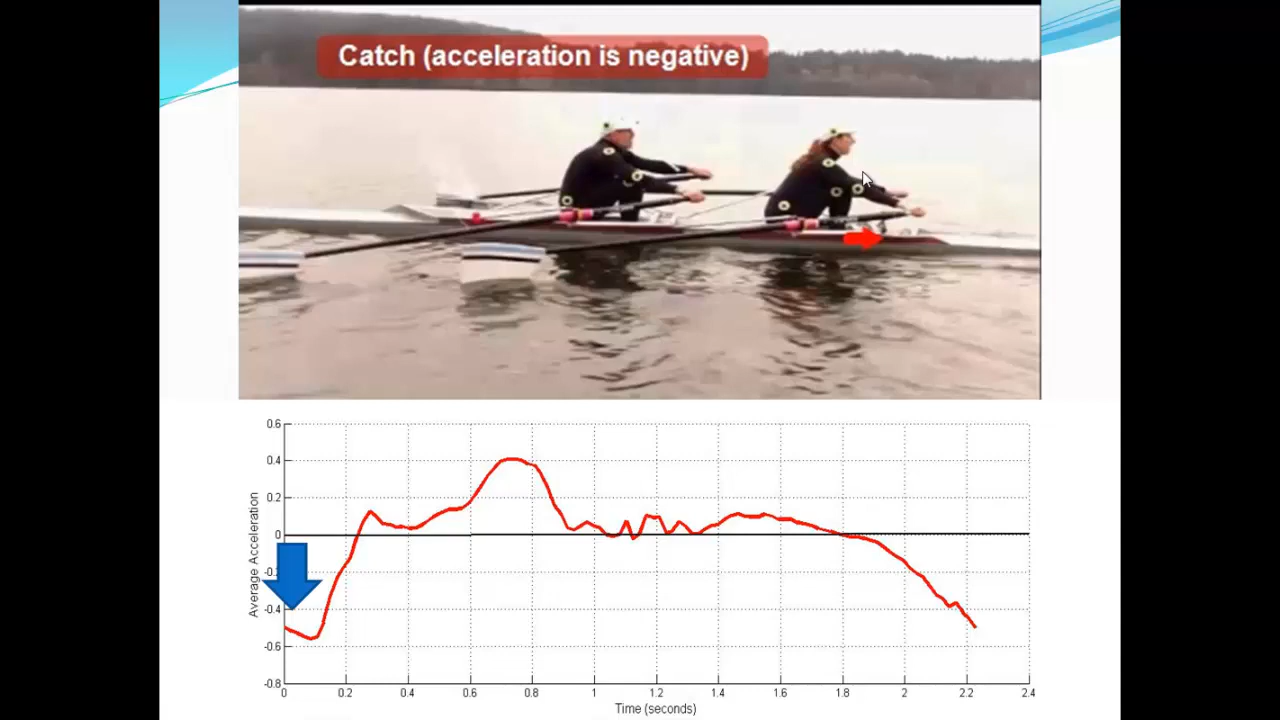 Catch (acceleration is negative)
0.6
0.4
0.2
0
-0.2
-0.4
-0.6
-0.8
Average Acceleration
0 0.2 0.4 0.6 0.8 1 1.2 1.4 1.6 1.8 2 2.2 2.4
Time (seconds)